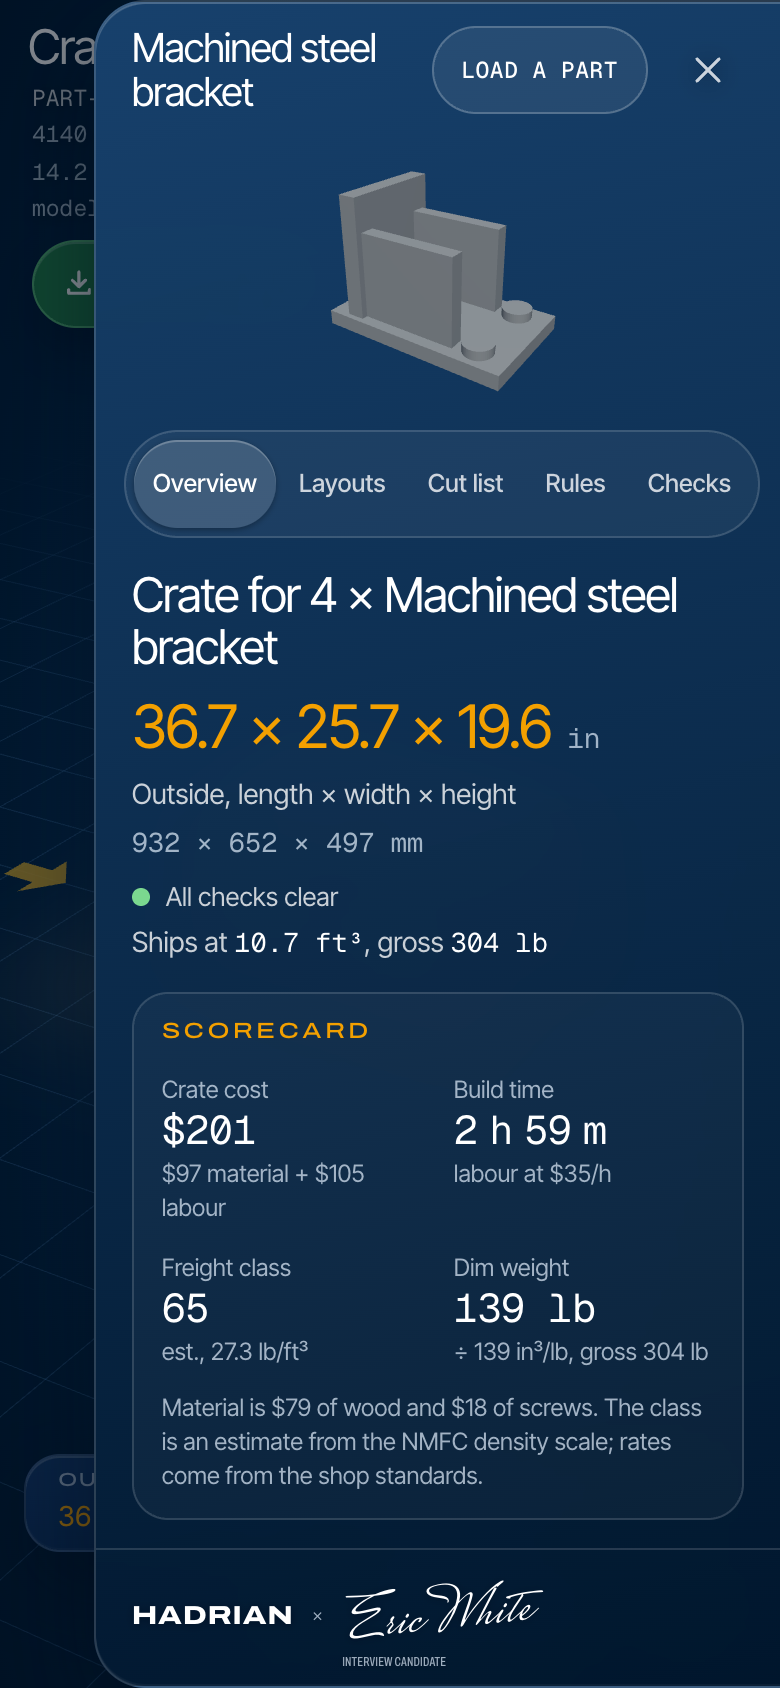 Machined steel
bracket
LOAD A PART
Cra
PART-
4140
14.2
model
Overview
Layouts
Cut list
Rules
Checks
Crate for 4 × Machined steel
bracket
36.7 × 25.7 × 19.6 in
Outside, length × width × height
932 × 652 × 497 mm
All checks clear
Ships at 10.7 ft³, gross 304 lb
SCORECARD
Crate cost
$201
$97 material + $105
labour
Build time
2 h 59 m
labour at $35/h
Freight class
65
est., 27.3 lb/ft³
Dim weight
139 lb
÷ 139 in³/lb, gross 304 lb
Material is $79 of wood and $18 of screws. The class
is an estimate from the NMFC density scale; rates
come from the shop standards.
OU
36
HADRIAN × Eric White
INTERVIEW CANDIDATE